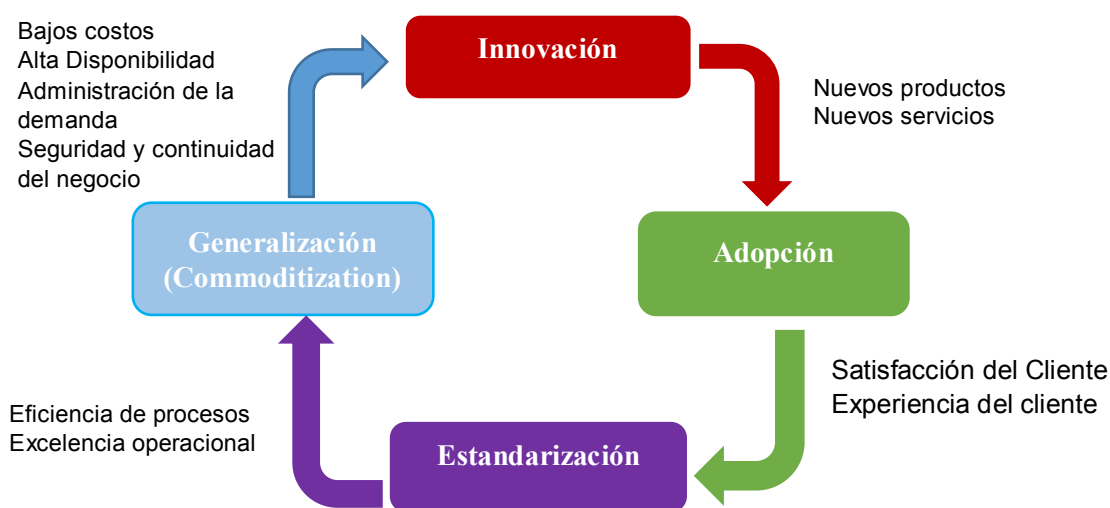 Bajos costos
Alta Disponibilidad
Administración de la
demanda
Seguridad y continuidad
del negocio
Innovación
Nuevos productos
Nuevos servicios
Generalización
(Commoditization)
Adopción
Satisfacción del Cliente
Experiencia del cliente
Eficiencia de procesos
Excelencia operacional
Estandarización